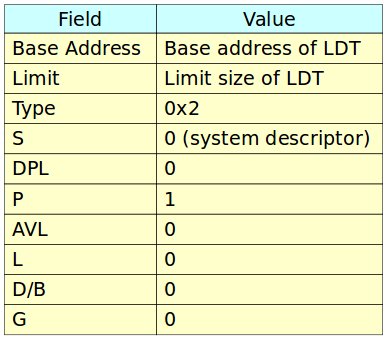 Field Value
Base Address Base address of LDT
Limit Limit size of LDT
Type 0x2
S 0 (system descriptor)
DPL 0
P 1
AVL 0
L 0
D/B 0
G 0